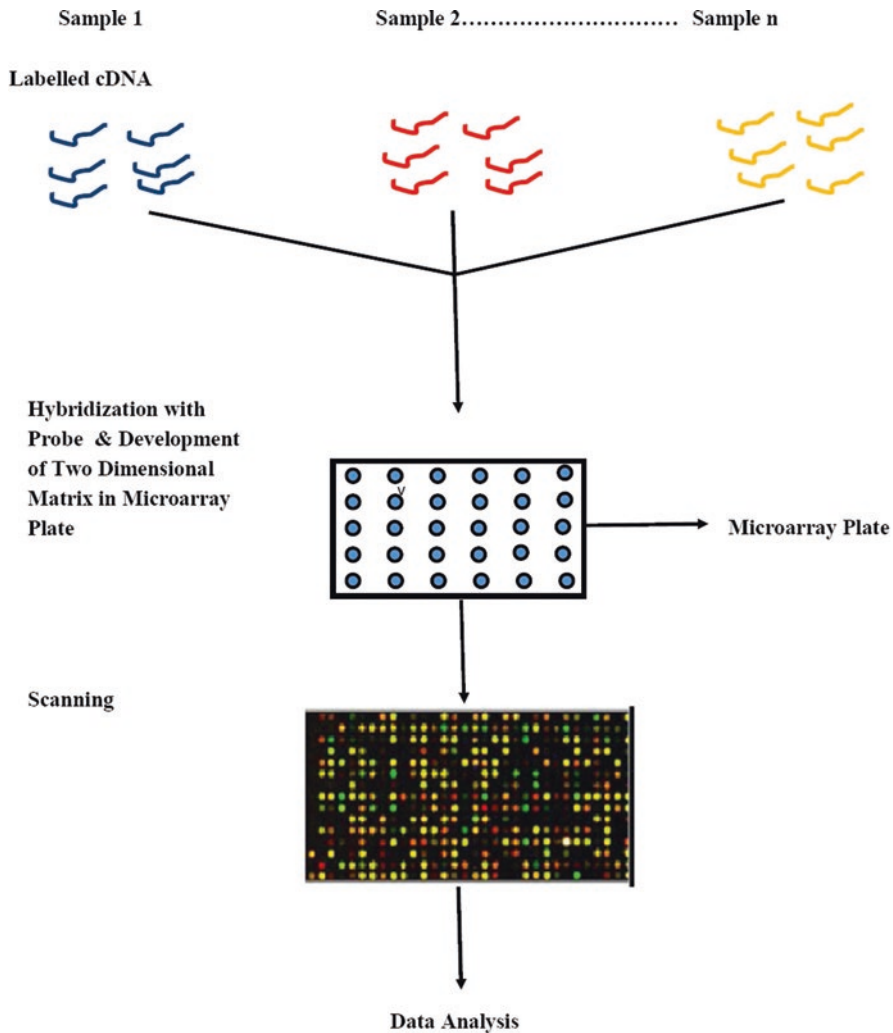 Sample 1 Sample 2.............................. Sample n
Labelled cDNA
Hybridization with
Probe & Development
of Two Dimensional
Matrix in Microarray
Plate
v
Microarray Plate
Scanning
Data Analysis